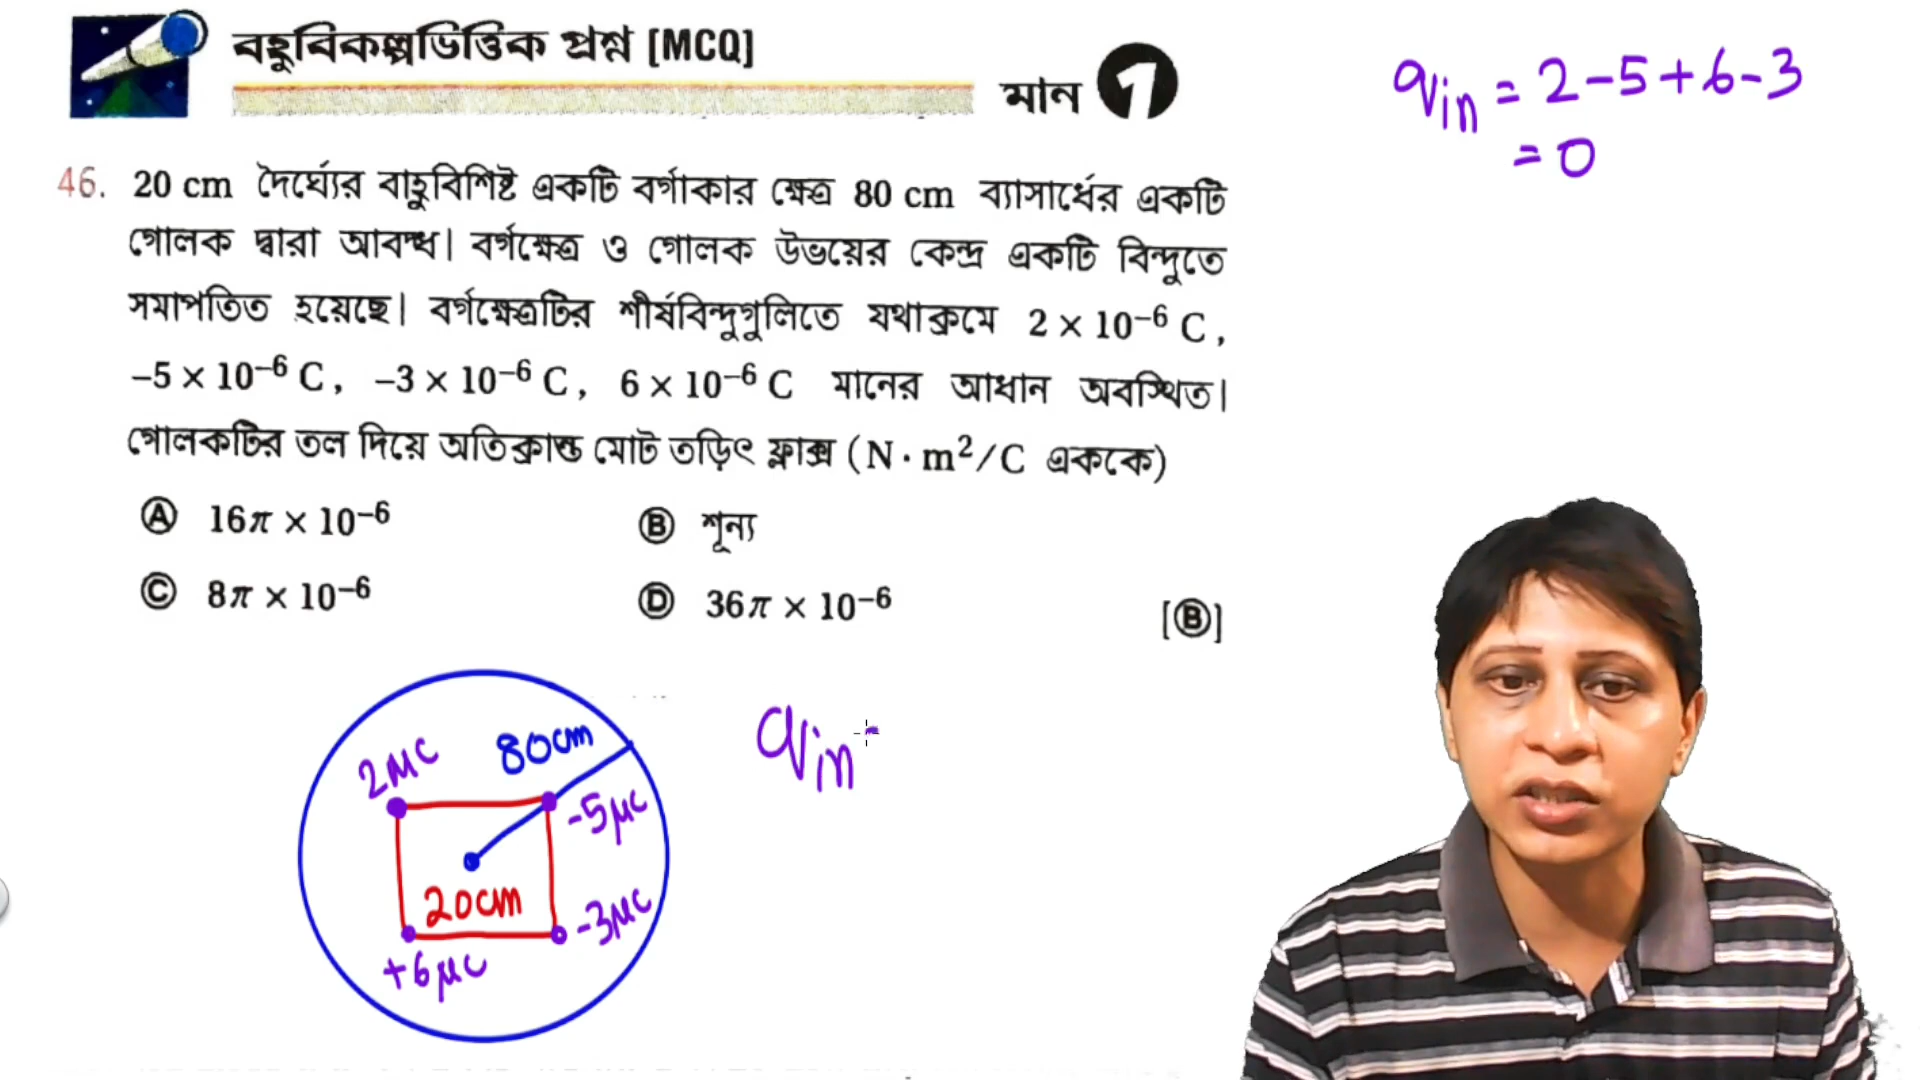 বহুবিকল্পভিত্তিক প্রশ্ন [MCQ]
মান 1
q in = 2-5+6-3
= 0
46. 20 cm দৈর্ঘ্যের বাহুবিশিষ্ট একটি বর্গাকার ক্ষেত্র 80 cm ব্যাসার্ধের একটি
গোলক দ্বারা আবদ্ধ। বর্গক্ষেত্র ও গোলক উভয়ের কেন্দ্র একটি বিন্দুতে
সমাপতিত হয়েছে। বর্গক্ষেত্রটির শীর্ষবিন্দুগুলিতে যথাক্রমে 2 × 10⁻⁶ C,
–5 × 10⁻⁶ C, –3 × 10⁻⁶ C, 6 × 10⁻⁶ C মানের আধান অবস্থিত।
গোলকটির তল দিয়ে অতিক্রান্ত মোট তড়িৎ ফ্লাক্স (N · m²/C এককে)
Ⓐ 16π × 10⁻⁶ Ⓑ শূন্য
Ⓒ 8π × 10⁻⁶ Ⓓ 36π × 10⁻⁶ [Ⓑ]
80cm
2μC
-5μC
20cm
-3μC
+6μC
q in =